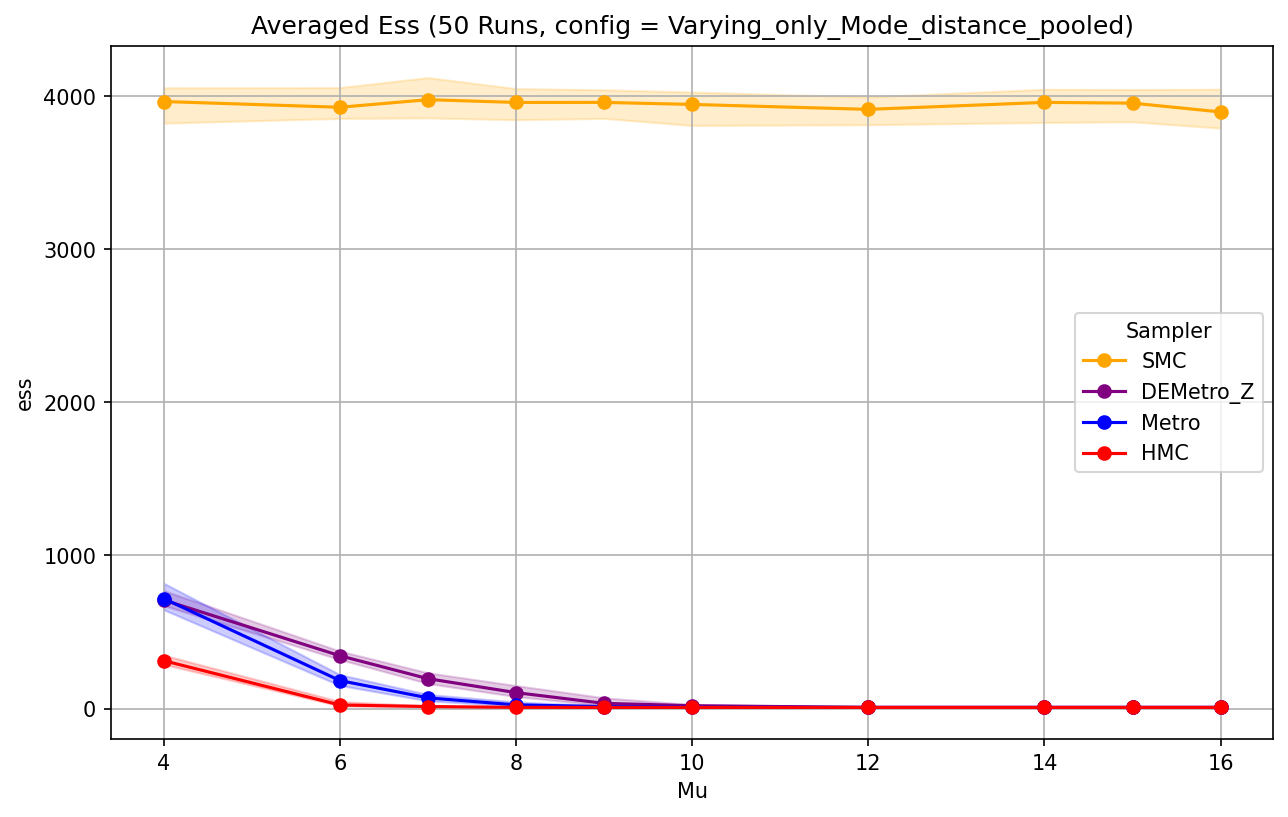 Averaged Ess (50 Runs, config = Varying_only_Mode_distance_pooled)
4000
3000
2000
1000
0
ess
Sampler
SMC
DEMetro_Z
Metro
HMC
4 6 8 10 12 14 16
Mu